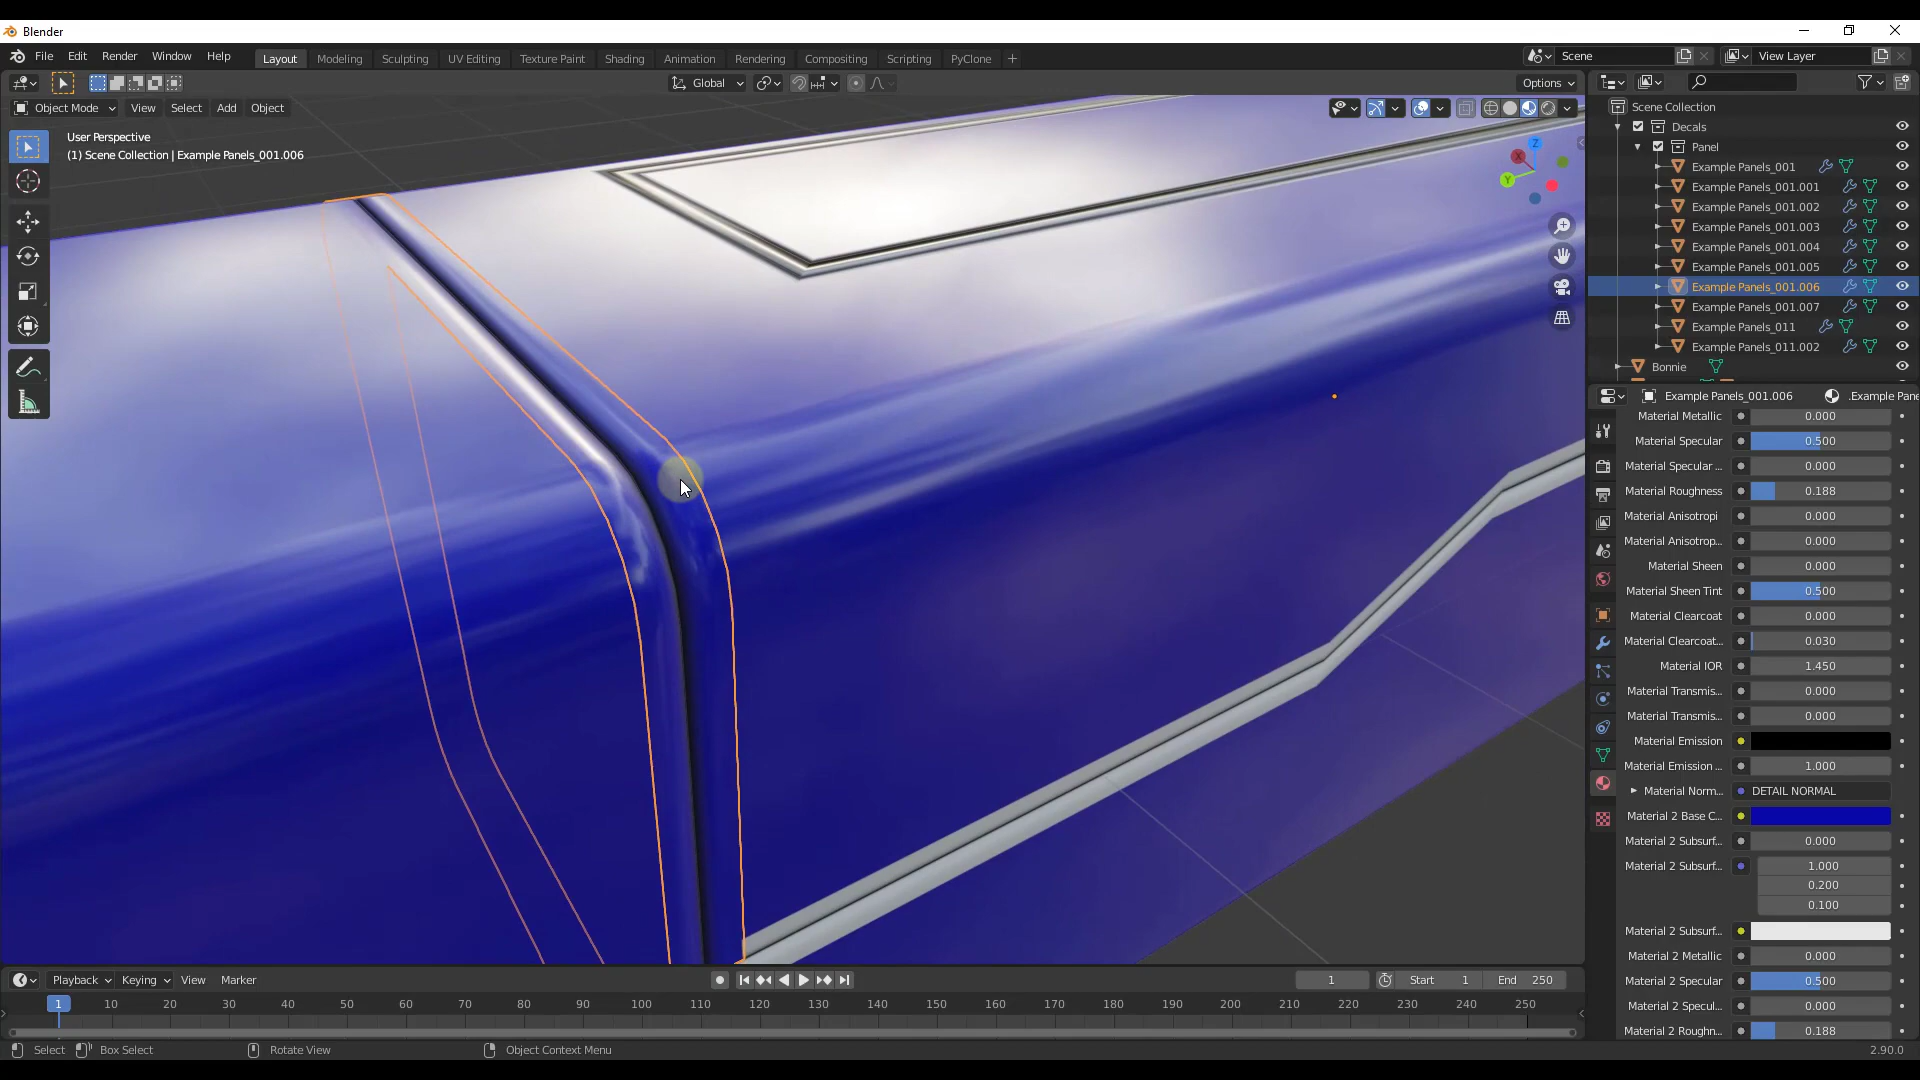 Blender
File Edit Render Window Help
Layout Modeling Sculpting UV Editing Texture Paint Shading Animation Rendering Compositing Scripting PyClone +
Scene
View Layer
Global
Options
Object Mode View Select Add Object
User Perspective
(1) Scene Collection | Example Panels_001.006
Z
X
Y
Scene Collection
Decals
Panel
Example Panels_001
Example Panels_001.001
Example Panels_001.002
Example Panels_001.003
Example Panels_001.004
Example Panels_001.005
Example Panels_001.006
Example Panels_001.007
Example Panels_011
Example Panels_011.002
Bonnie
Example Panels_001.006 .Example Pane
Material Metallic 0.000
Material Specular 0.500
Material Specular ... 0.000
Material Roughness 0.188
Material Anisotropi 0.000
Material Anisotrop... 0.000
Material Sheen 0.000
Material Sheen Tint 0.500
Material Clearcoat 0.000
Material Clearcoat... 0.030
Material IOR 1.450
Material Transmis... 0.000
Material Transmis... 0.000
Material Emission
Material Emission ... 1.000
Material Norm... DETAIL NORMAL
Material 2 Base C...
Material 2 Subsurf... 0.000
Material 2 Subsurf... 1.000
0.200
0.100
Material 2 Subsurf...
Material 2 Metallic 0.000
Material 2 Specular 0.500
Material 2 Specul... 0.000
Material 2 Roughn... 0.188
Playback Keying View Marker
1 Start 1 End 250
1 10 20 30 40 50 60 70 80 90 100 110 120 130 140 150 160 170 180 190 200 210 220 230 240 250
Select Box Select Rotate View Object Context Menu 2.90.0